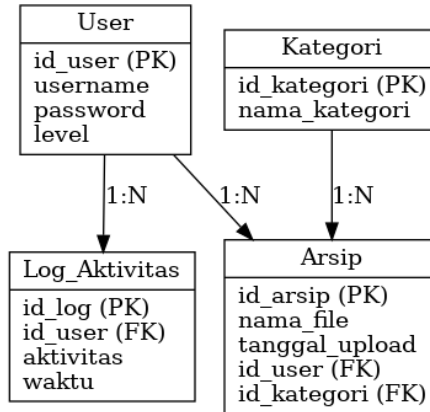 User
id_user (PK)
username
password
level
Kategori
id_kategori (PK)
nama_kategori
1:N
1:N
1:N
Log_Aktivitas
id_log (PK)
id_user (FK)
aktivitas
waktu
Arsip
id_arsip (PK)
nama_file
tanggal_upload
id_user (FK)
id_kategori (FK)